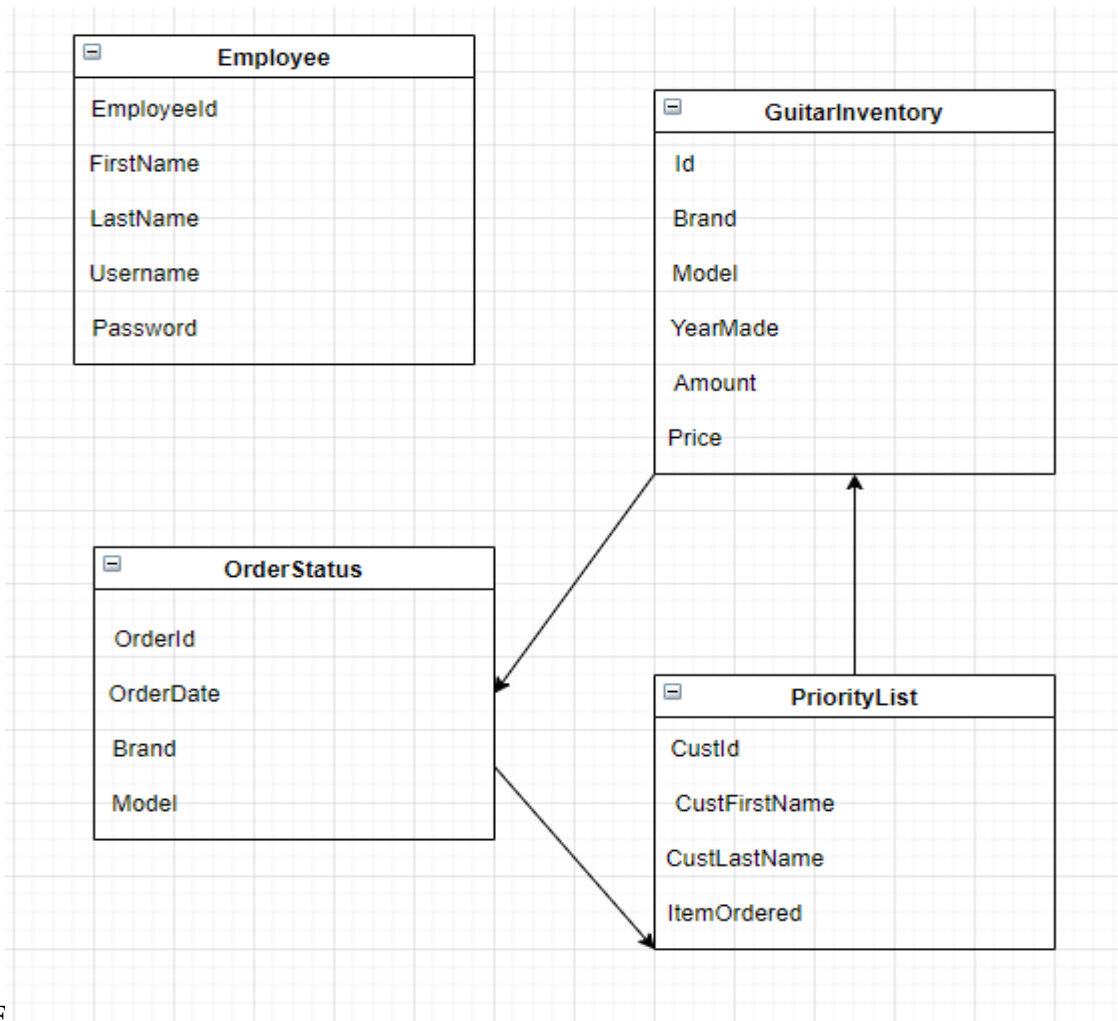 Employee
EmployeeId
FirstName
LastName
Username
Password
GuitarInventory
Id
Brand
Model
YearMade
Amount
Price
OrderStatus
OrderId
OrderDate
Brand
Model
PriorityList
CustId
CustFirstName
CustLastName
ItemOrdered